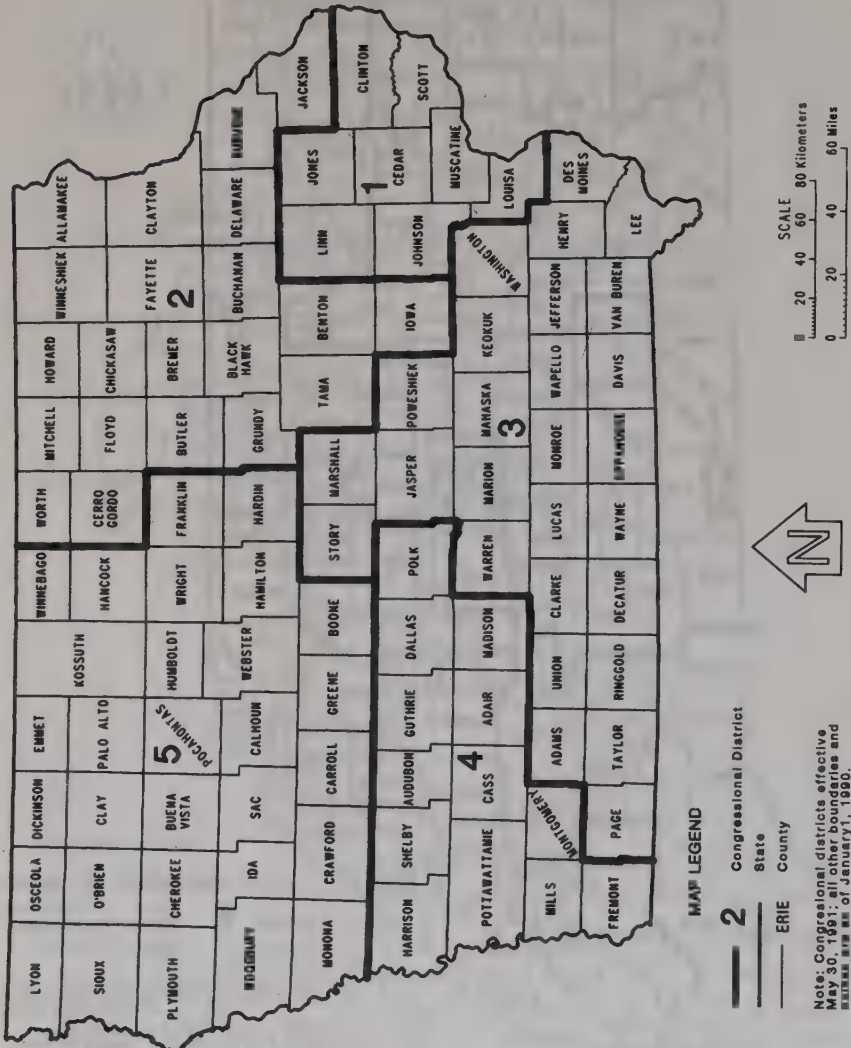 LYON OSCEOLA DICKINSON EMMET WINNEBAGO WORTH MITCHELL HOWARD WINNESHIEK ALLAMAKEE
KOSSUTH
SIOUX O'BRIEN CLAY PALO ALTO HANCOCK CERRO GORDO FLOYD CHICKASAW
FAYETTE CLAYTON
2
PLYMOUTH CHEROKEE BUENA VISTA POCAHONTAS HUMBOLDT WRIGHT FRANKLIN BUTLER BREMER
5
IDA SAC CALHOUN WEBSTER HAMILTON HARDIN GRUNDY BLACK HAWK BUCHANAN DELAWARE
MONONA CRAWFORD CARROLL GREENE BOONE STORY MARSHALL TAMA BENTON LINN JONES JACKSON
CLINTON
HARRISON SHELBY AUDUBON GUTHRIE DALLAS POLK JASPER POWESHIEK IOWA JOHNSON CEDAR SCOTT
1
MUSCATINE
POTTAWATTAMIE CASS ADAIR MADISON WARREN MARION MAHASKA KEOKUK WASHINGTON LOUISA
4
3
MILLS MONTGOMERY ADAMS UNION CLARKE LUCAS MONROE WAPELLO JEFFERSON HENRY DES MOINES
FREMONT PAGE TAYLOR RINGGOLD DECATUR WAYNE DAVIS VAN BUREN LEE
MAP LEGEND
2 Congressional District
State
ERIE County
SCALE
20 40 60 80 Kilometers
0 20 40 60 Miles
N
Note: Congresional districts effective
May 30, 1991; all other boundaries and
of January1, 1990.